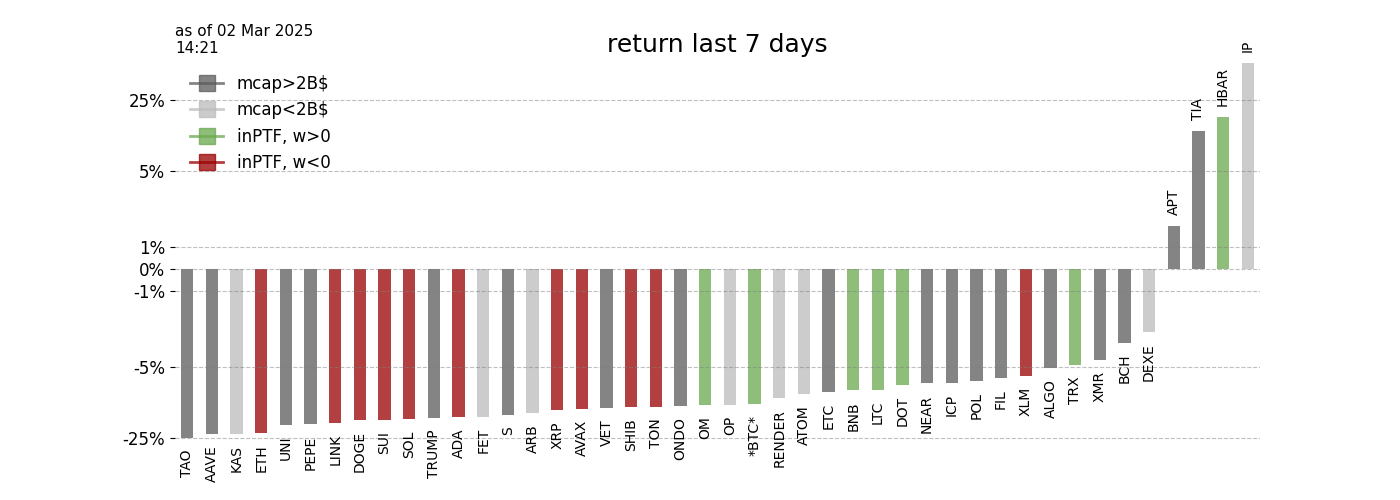 as of 02 Mar 2025
14:21
return last 7 days
mcap>2B$
mcap<2B$
inPTF, w>0
inPTF, w<0
25%
5%
1%
0%
-1%
-5%
-25%
TAO
AAVE
KAS
ETH
UNI
PEPE
LINK
DOGE
SUI
SOL
TRUMP
ADA
FET
S
ARB
XRP
AVAX
VET
SHIB
TON
ONDO
OM
OP
*BTC*
RENDER
ATOM
ETC
BNB
LTC
DOT
NEAR
ICP
POL
FIL
XLM
ALGO
TRX
XMR
BCH
DEXE
APT
TIA
HBAR
IP